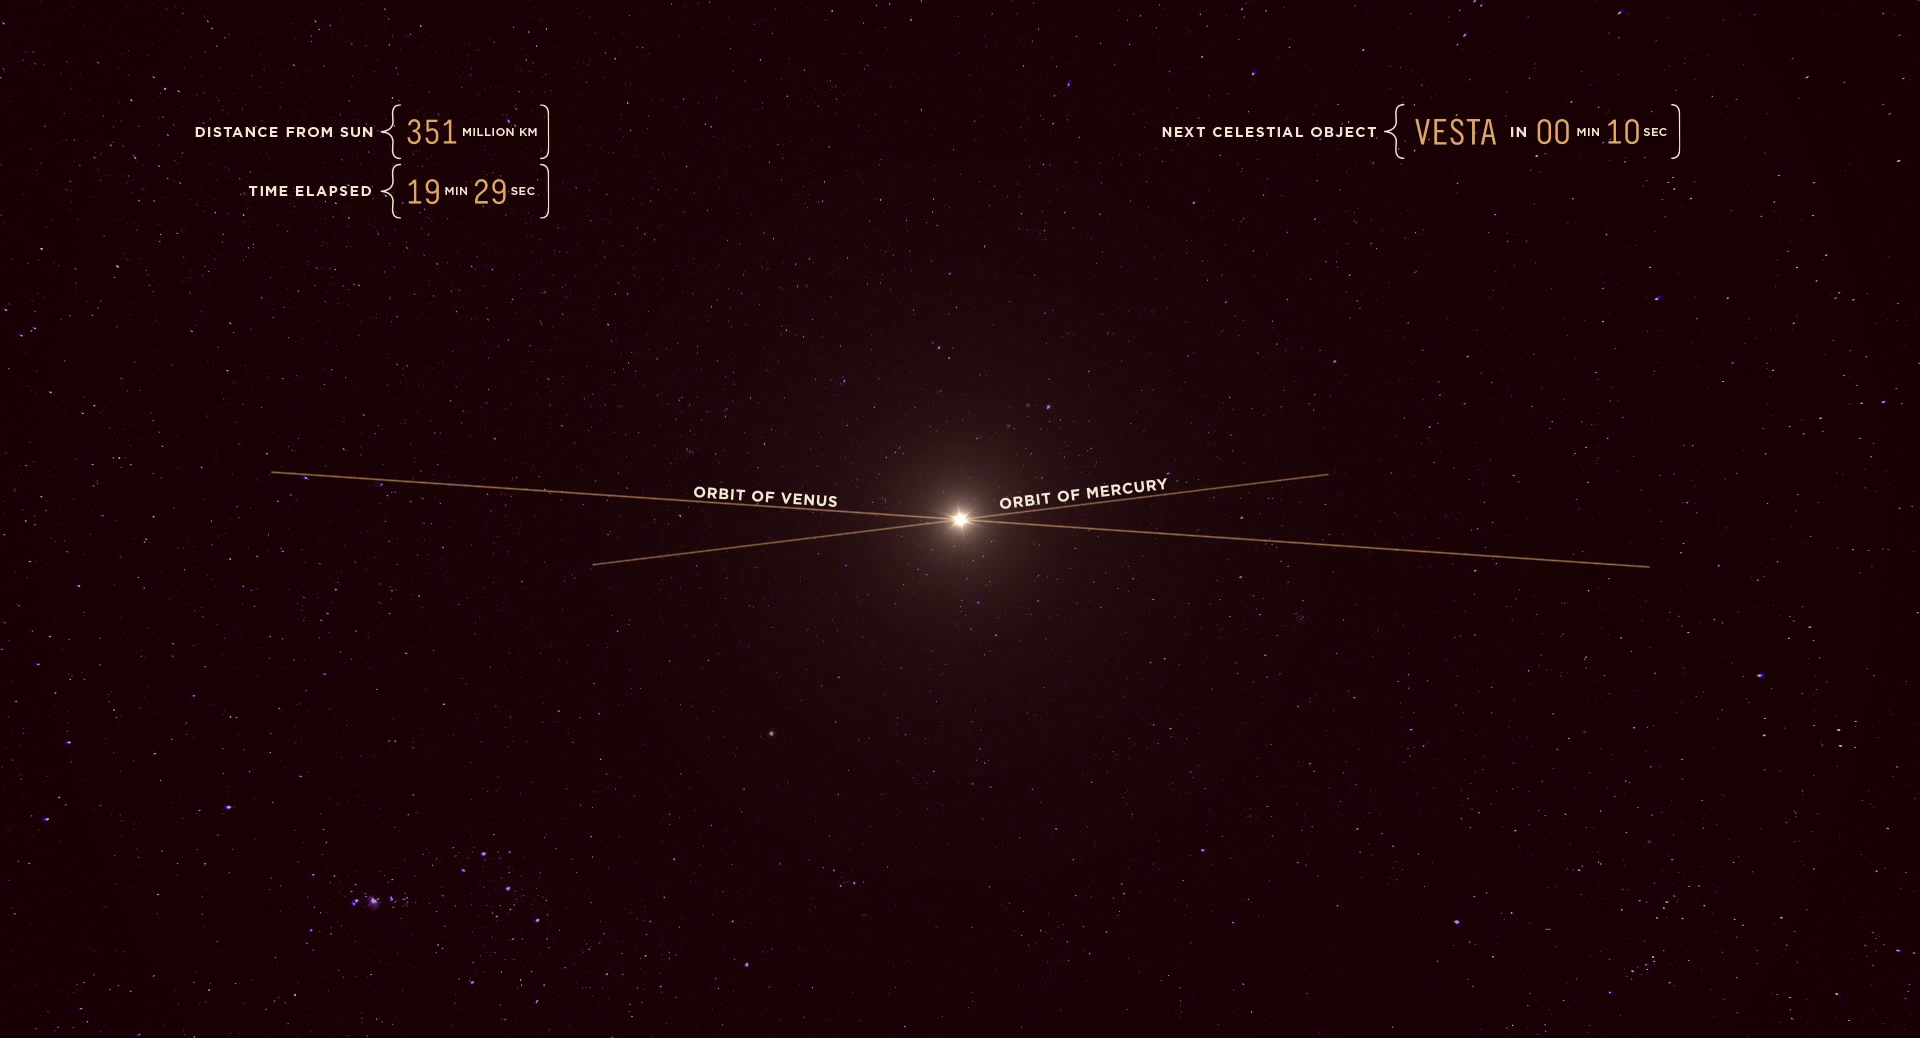 DISTANCE FROM SUN 351 MILLION KM
TIME ELAPSED 19 MIN 29 SEC
NEXT CELESTIAL OBJECT VESTA IN 00 MIN 10 SEC
ORBIT OF VENUS
ORBIT OF MERCURY